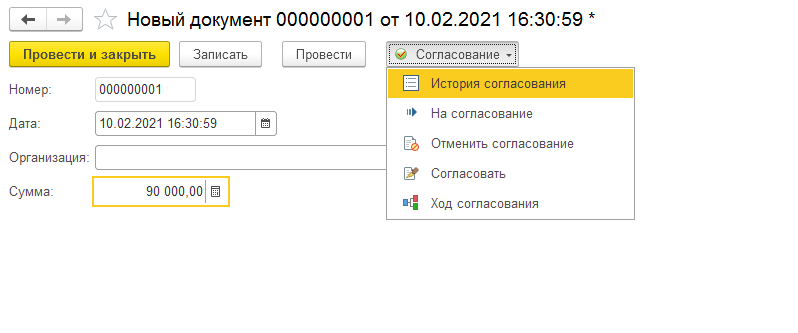 Новый документ 000000001 от 10.02.2021 16:30:59 *
Провести и закрыть Записать Провести Согласование
Номер: 000000001
История согласования
На согласование
Дата: 10.02.2021 16:30:59
Отменить согласование
Организация:
Согласовать
Сумма: 90 000,00
Ход согласования